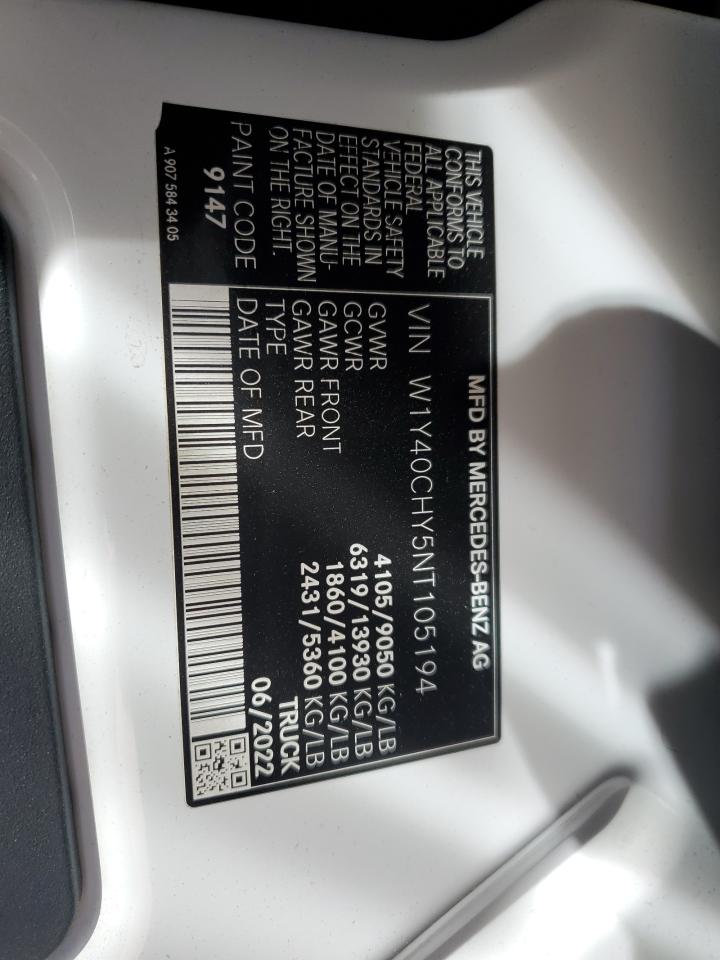 MFD BY MERCEDES-BENZ AG
THIS VEHICLE
CONFORMS TO
ALL APPLICABLE
FEDERAL
VEHICLE SAFETY
STANDARDS IN
EFFECT ON THE
DATE OF MANU-
FACTURE SHOWN
ON THE RIGHT.
PAINT CODE
9147
A 907 584 34 05
VIN W1Y40CHY5NT105194
GVWR 4105/9050 KG/LB
GCWR 6319/13930 KG/LB
GAWR FRONT 1860/4100 KG/LB
GAWR REAR 2431/5360 KG/LB
TYPE TRUCK
DATE OF MFD 06/2022